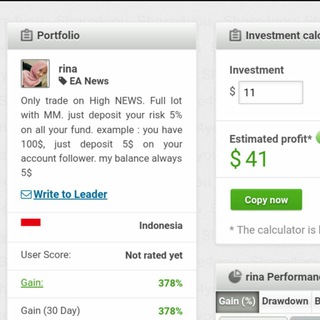 Portfolio
rina
EA News
Only trade on High NEWS. Full lot
with MM. just deposit your risk 5%
on all your fund. example : you have
100$, just deposit 5$ on your
account follower. my balance always
5$
Write to Leader
Indonesia
User Score: Not rated yet
Gain: 378%
Gain (30 Day) 378%
Investment calc
Investment
$ 11
Estimated profit*
$ 41
Copy now
* The calculator is
rina Performan
Gain (%) Drawdown B